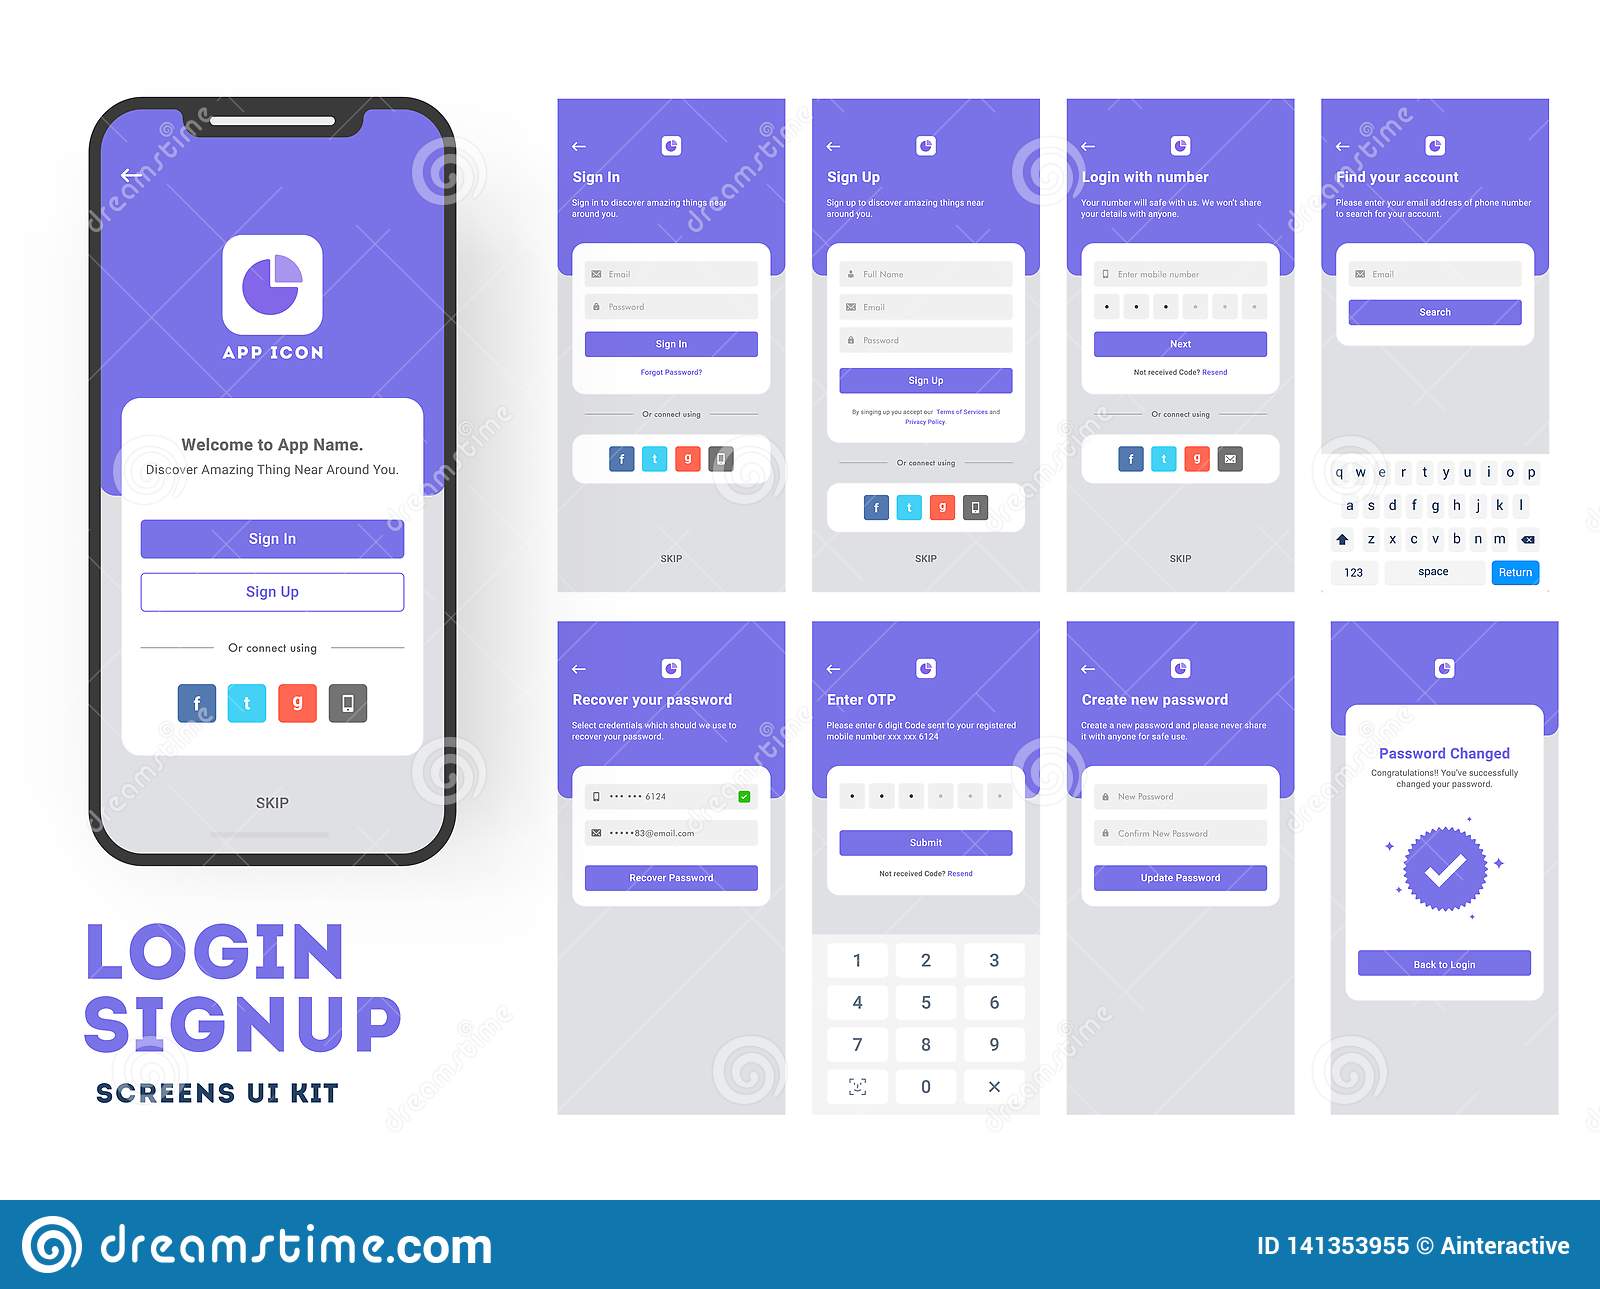 APP ICON
Welcome to App Name.
Discover Amazing Thing Near Around You.
Sign In
Sign Up
Or connect using
f t g
SKIP
LOGIN
SIGNUP
SCREENS UI KIT
Sign In
Sign in to discover amazing things near
around you.
Email
Password
Sign In
Forgot Password?
Or connect using
f t g
SKIP
Sign Up
Sign up to discover amazing things near
around you.
Full Name
Email
Password
Sign Up
By singing up you accept our Terms of Services and
Privacy Policy.
Or connect using
f t g
SKIP
Login with number
Your number will safe with us. We won't share
your details with anyone.
Enter mobile number
Next
Not received Code? Resend
Or connect using
f t g
SKIP
Find your account
Please enter your email address of phone number
to search for your account.
Email
Search
q w e r t y u i o p
a s d f g h j k l
z x c v b n m
123 space Return
Recover your password
Select credentials which should we use to
recover your password.
••• ••• 6124
•••••83@email.com
Recover Password
Enter OTP
Please enter 6 digit Code sent to your registered
mobile number xxx xxx 6124
Submit
Not received Code? Resend
1 2 3
4 5 6
7 8 9
0 ×
Create new password
Create a new password and please never share
it with anyone for safe use.
New Password
Confirm New Password
Update Password
Password Changed
Congratulations!! You've successfully
changed your password.
Back to Login
dreamstime.com
ID 141353955 © Ainteractive